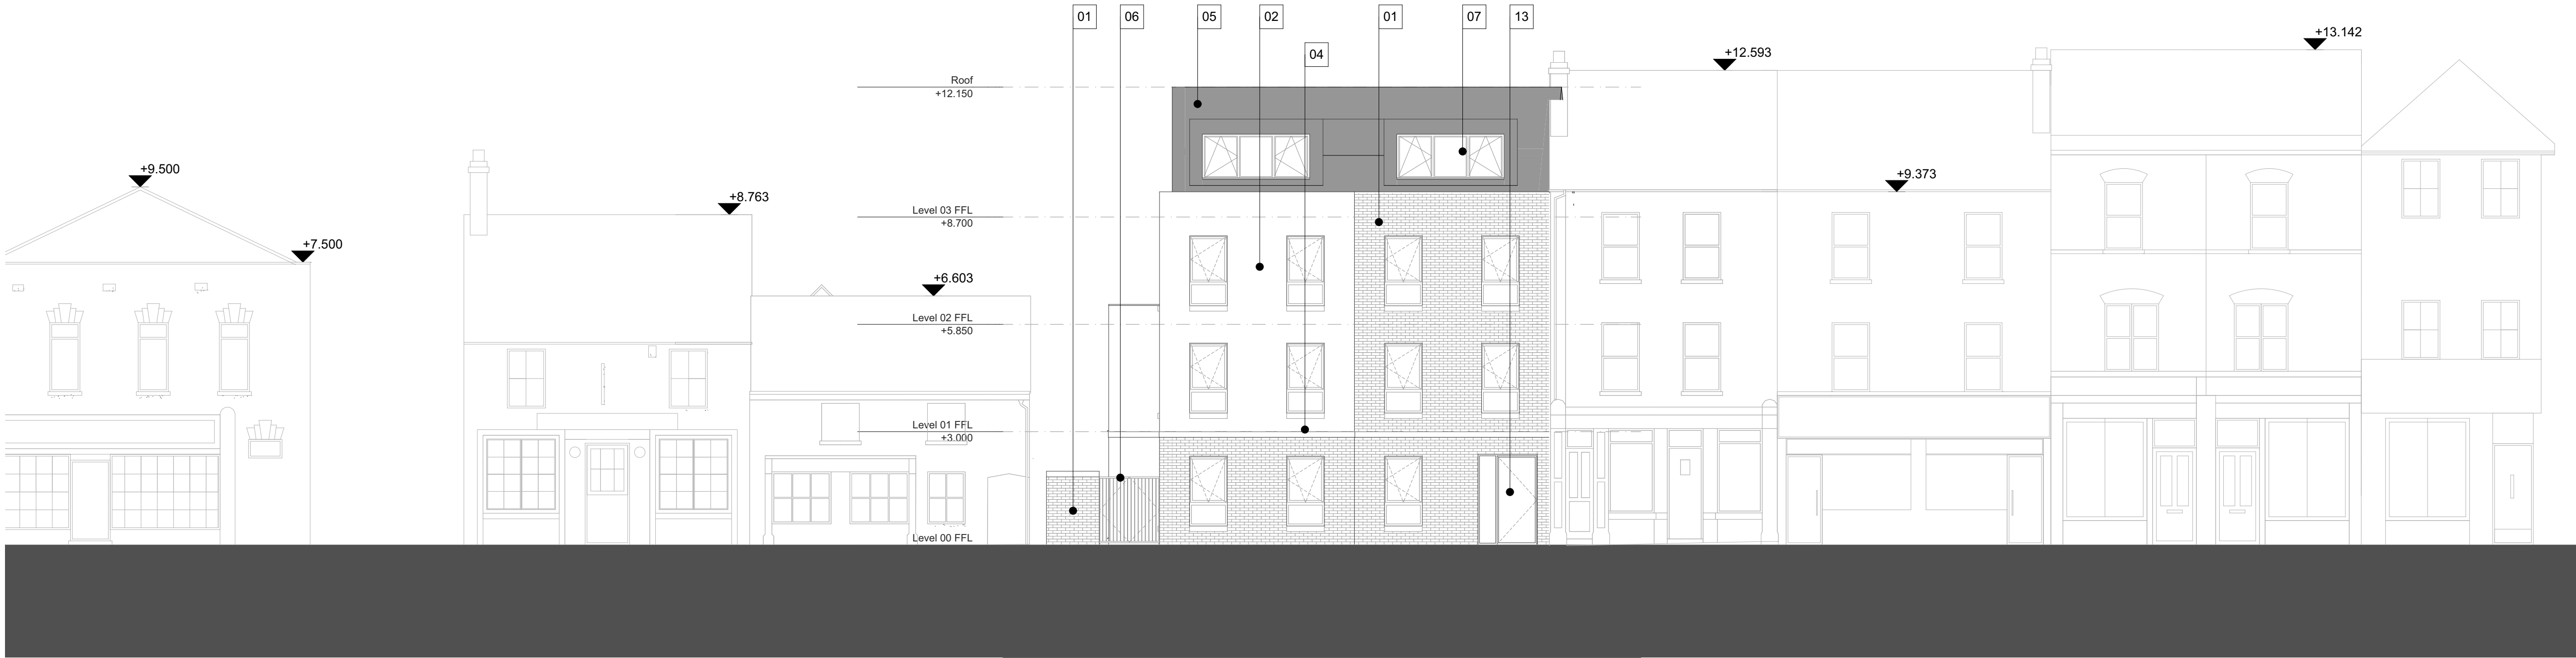 01 06 05 02 01 07 13
04
+13.142
+12.593
Roof
+12.150
+9.500
+9.373
+8.763
Level 03 FFL
+8.700
+7.500
+6.603
Level 02 FFL
+5.850
Level 01 FFL
+3.000
Level 00 FFL